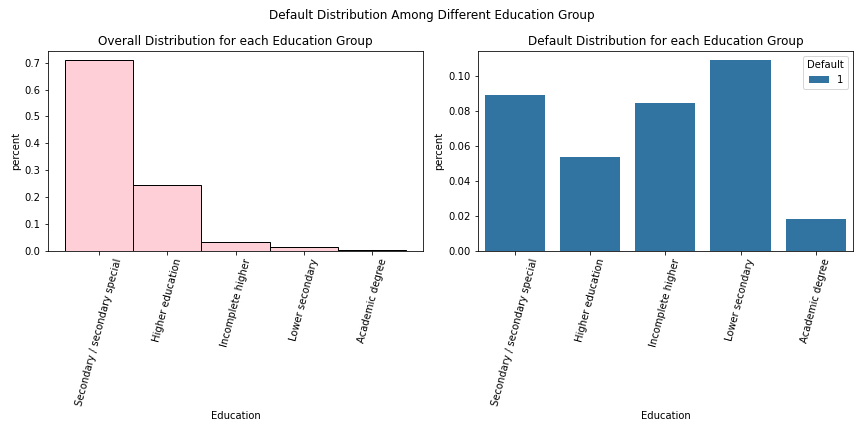 Default Distribution Among Different Education Group
Overall Distribution for each Education Group
percent
0.7
0.6
0.5
0.4
0.3
0.2
0.1
0.0
Secondary / secondary special
Higher education
Incomplete higher
Lower secondary
Academic degree
Education
Default Distribution for each Education Group
Default
1
percent
0.10
0.08
0.06
0.04
0.02
0.00
Secondary / secondary special
Higher education
Incomplete higher
Lower secondary
Academic degree
Education